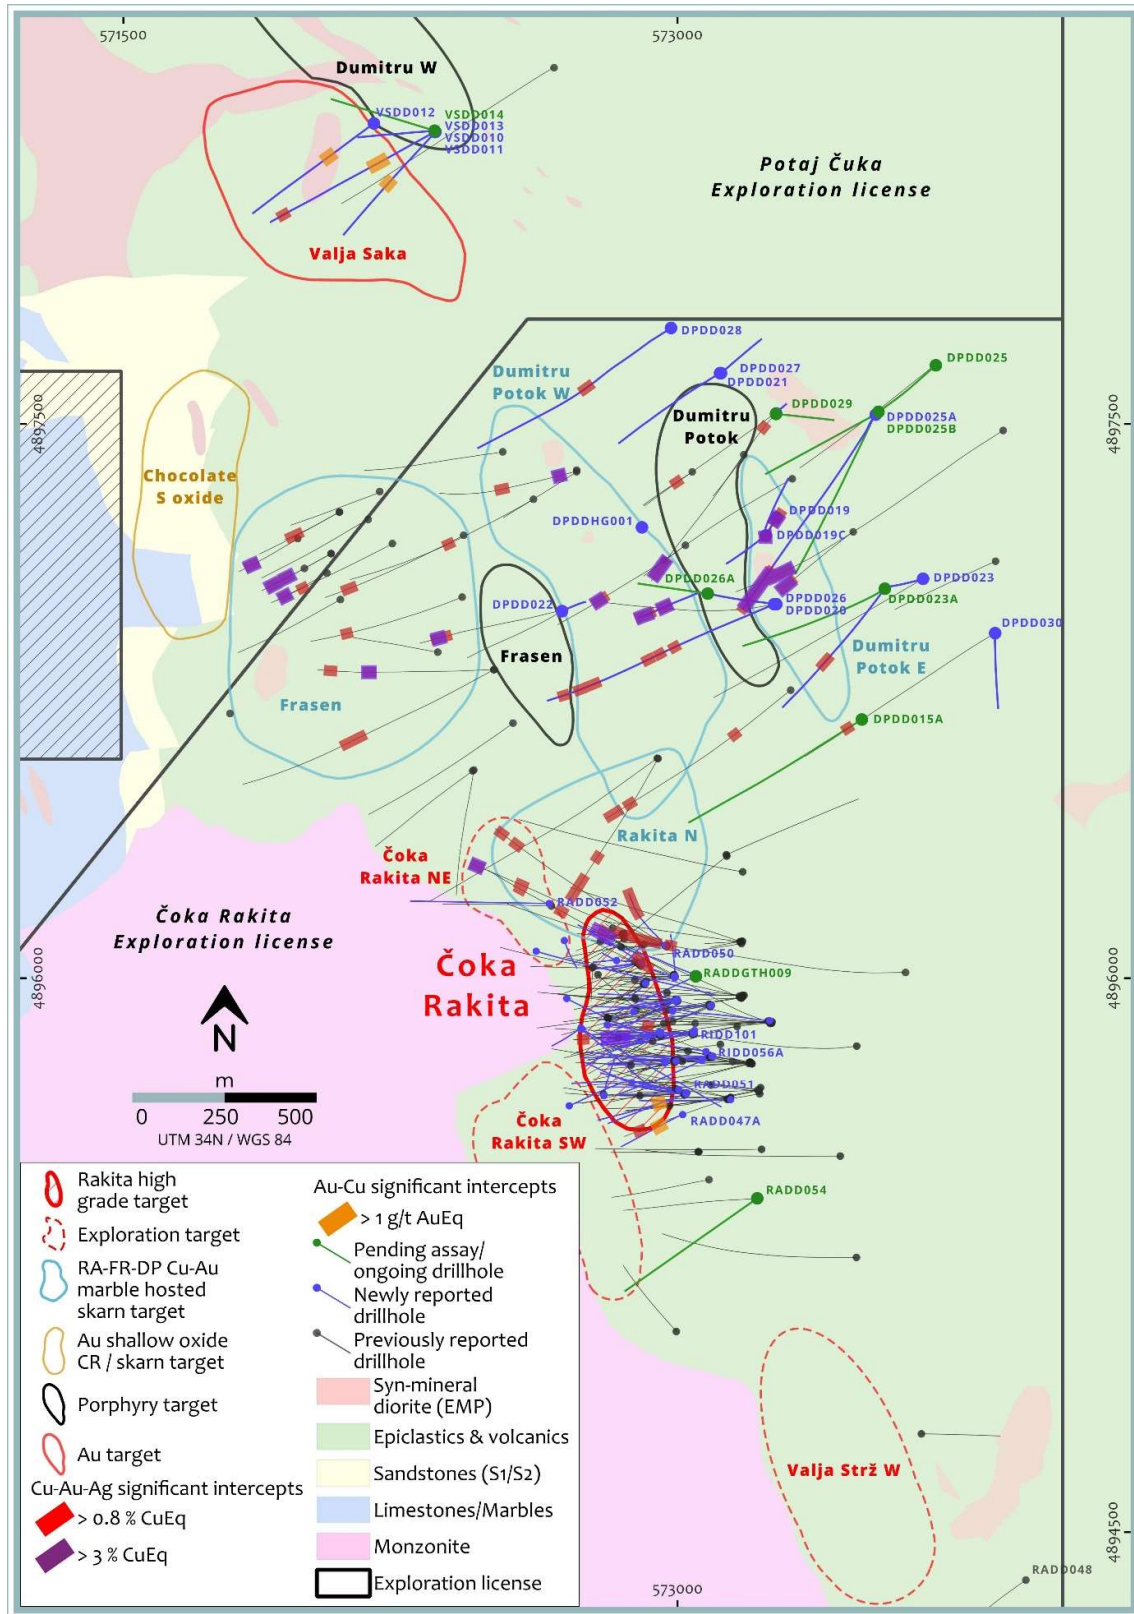 571500
573000
Dumitru W
VSDD012
VSDD014
VSDD013
VSDD010
VSDD011
Potaj Čuka
Exploration license
Valja Saka
DPDD028
Dumitru
Potok W
DPDD027
DPDD021
DPDD025
Dumitru
Potok
DPDD029
DPDD025A
DPDD025B
4897500
4897500
Chocolate
S oxide
DPDD019
DPDDHG001
DPDD019C
DPDD026A
DPDD023
DPDD022
DPDD026
DPDD020
DPDD023A
DPDD030
Frasen
Dumitru
Potok E
Frasen
DPDD015A
Rakita N
Čoka
Rakita NE
RADD052
Čoka Rakita
Exploration license
Čoka
Rakita
RADD050
RADDGTH009
4896000
4896000
N
RIDD101
RIDD056A
m
0 250 500
UTM 34N / WGS 84
RADD051
RADD047A
Čoka
Rakita SW
RADD054
Rakita high
grade target
Exploration target
RA-FR-DP Cu-Au
marble hosted
skarn target
Au shallow oxide
CR / skarn target
Porphyry target
Au target
Cu-Au-Ag significant intercepts
> 0.8 % CuEq
> 3 % CuEq
Au-Cu significant intercepts
> 1 g/t AuEq
Pending assay/
ongoing drillhole
Newly reported
drillhole
Previously reported
drillhole
Syn-mineral
diorite (EMP)
Epiclastics & volcanics
Sandstones (S1/S2)
Limestones/Marbles
Monzonite
Exploration license
Valja Strž W
4894500
RADD048
573000